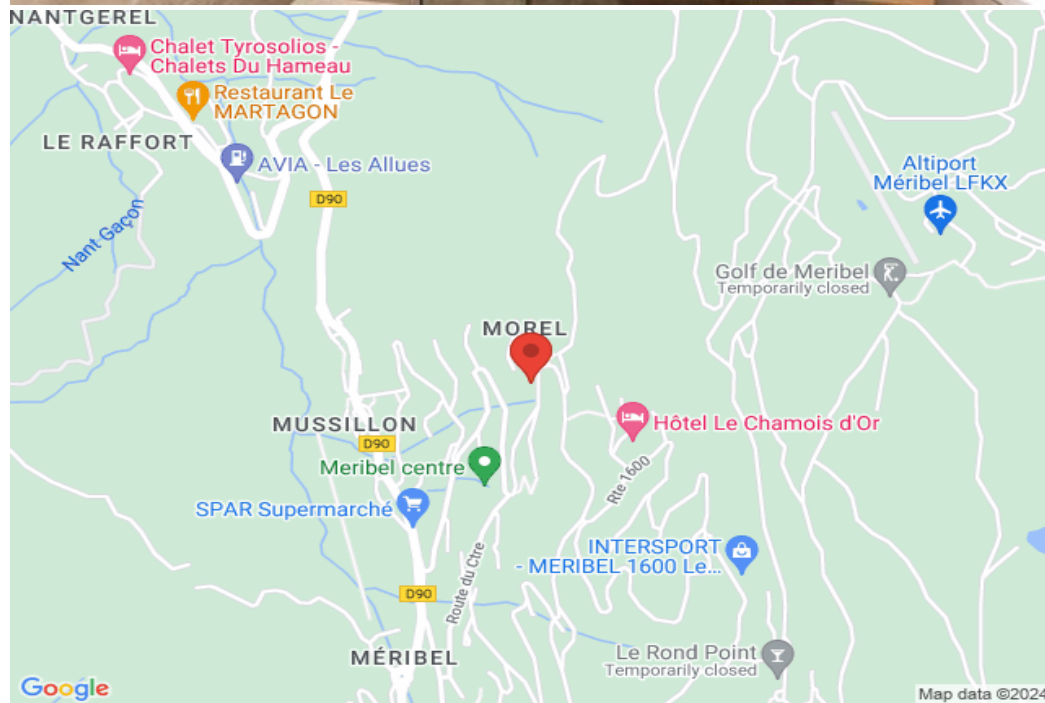 NANTGEREL
Chalet Tyrosolios -
Chalets Du Hameau
Restaurant Le
MARTAGON
LE RAFFORT
AVIA - Les Allues
D90
Nant Gaçon
Altiport
Méribel LFKX
Golf de Meribel
Temporarily closed
MOREL
MUSSILLON
D90
Hôtel Le Chamois d'Or
Meribel centre
Rte 1600
SPAR Supermarché
INTERSPORT
- MERIBEL 1600 Le...
D90
Route du Ctre
MÉRIBEL
Le Rond Point
Temporarily closed
Google
Map data ©2024